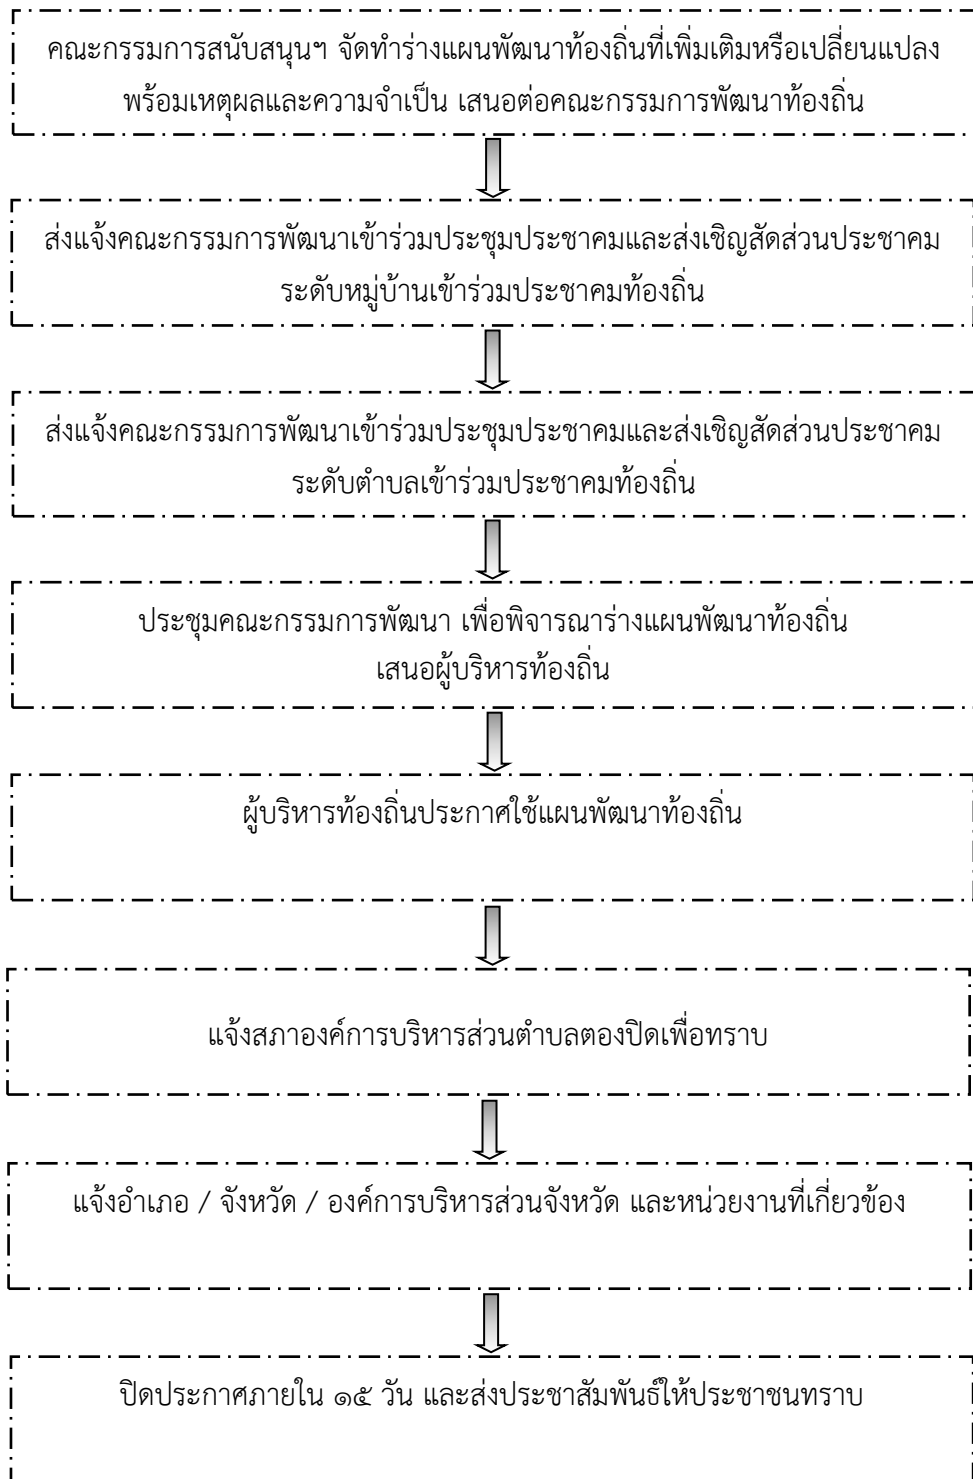 คณะกรรมการสนับสนุนฯ จัดทำร่างแผนพัฒนาท้องถิ่นที่เพิ่มเติมหรือเปลี่ยนแปลง
พร้อมเหตุผลและความจำเป็น เสนอต่อคณะกรรมการพัฒนาท้องถิ่น
ส่งแจ้งคณะกรรมการพัฒนาเข้าร่วมประชุมประชาคมและส่งเชิญสัดส่วนประชาคม
ระดับหมู่บ้านเข้าร่วมประชาคมท้องถิ่น
ส่งแจ้งคณะกรรมการพัฒนาเข้าร่วมประชุมประชาคมและส่งเชิญสัดส่วนประชาคม
ระดับตำบลเข้าร่วมประชาคมท้องถิ่น
ประชุมคณะกรรมการพัฒนา เพื่อพิจารณาร่างแผนพัฒนาท้องถิ่น
เสนอผู้บริหารท้องถิ่น
ผู้บริหารท้องถิ่นประกาศใช้แผนพัฒนาท้องถิ่น
แจ้งสภาองค์การบริหารส่วนตำบลตองปิดเพื่อทราบ
แจ้งอำเภอ / จังหวัด / องค์การบริหารส่วนจังหวัด และหน่วยงานที่เกี่ยวข้อง
ปิดประกาศภายใน ๑๕ วัน และส่งประชาสัมพันธ์ให้ประชาชนทราบ